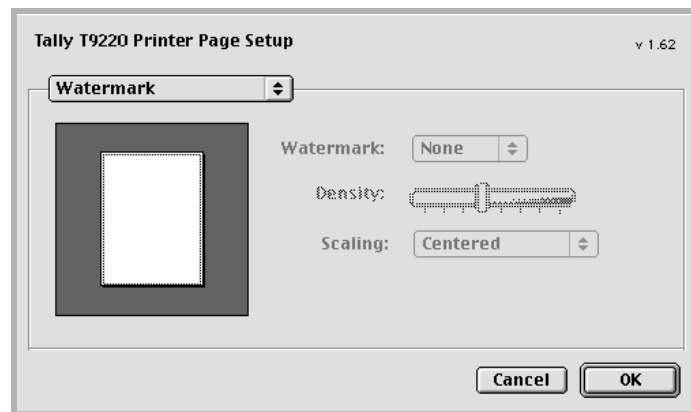 Tally T9220 Printer Page Setup
v 1.62
Watermark
Watermark: None
Density:
Scaling: Centered
Cancel OK